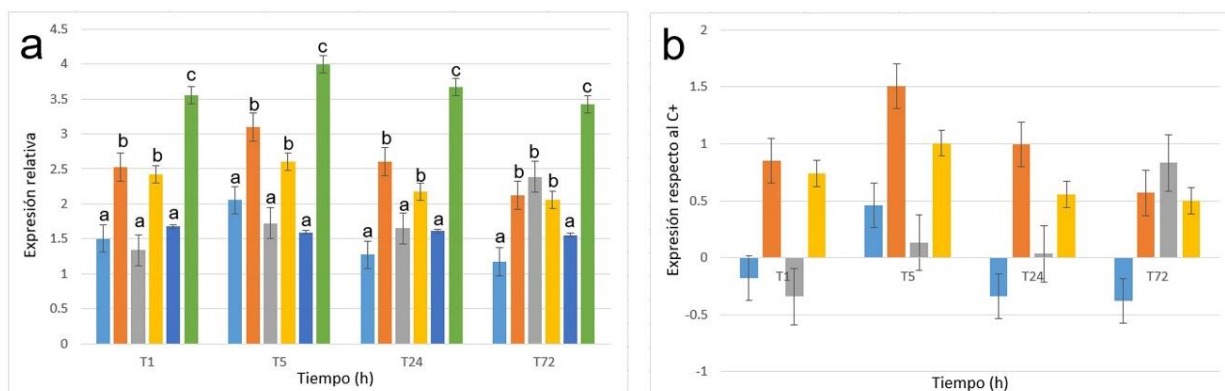 a
Expresión relativa
4.5
4
3.5
3
2.5
2
1.5
1
0.5
0
a b a b a c
a b a b a c
a b a b a c
a b b b a c
T1 T5 T24 T72
Tiempo (h)
b
Expresión respecto al C+
2
1.5
1
0.5
0
-0.5
-1
T1 T5 T24 T72
Tiempo (h)